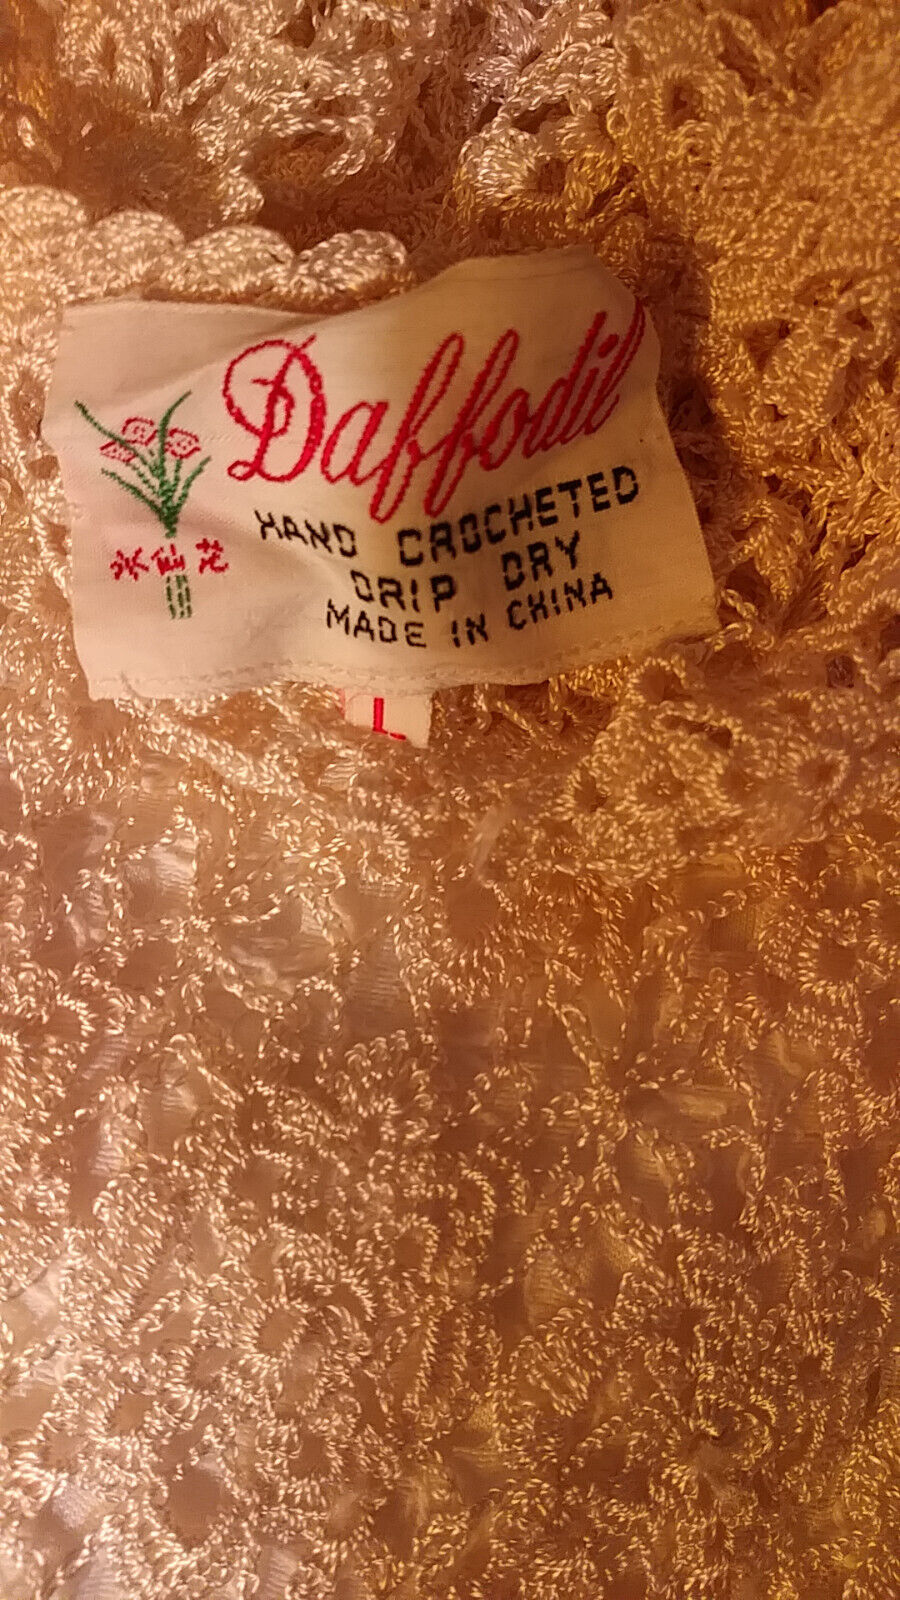 Daffodil
水仙花
HAND CROCHETED
DRIP DRY
MADE IN CHINA
L